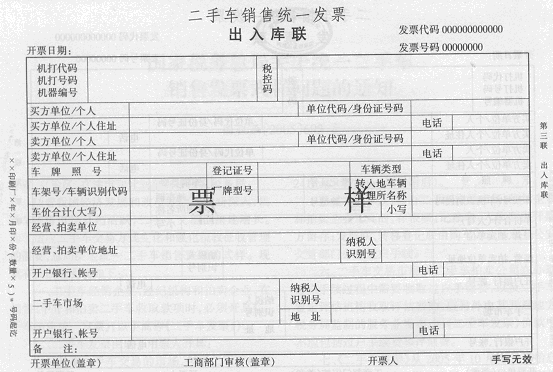 二手车销售统一发票
出入库联
发票代码 000000000000
发票号码 00000000
开票日期：
机打代码
机打号码
机器编号
税控码
买方单位/个人
单位代码/身份证号码
买方单位/个人住址
电话
卖方单位/个人
单位代码/身份证号码
卖方单位/个人住址
电话
车牌照号
登记证号
车辆类型
车架号/车辆识别代码
厂牌型号
转入地车辆
管理所名称
票样
车价合计(大写)
小写
经营、拍卖单位
经营、拍卖单位地址
纳税人
识别号
开户银行、帐号
电话
二手车市场
纳税人
识别号
地址
开户银行、帐号
电话
备注：
开票单位(盖章)
工商部门审核(盖章)
开票人
手写无效
第三联 出入库联